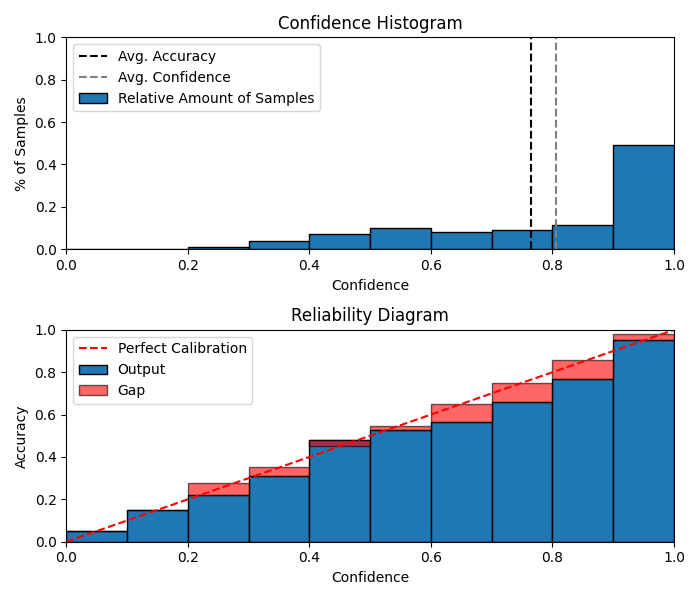 Confidence Histogram
1.0
0.8
0.6
0.4
0.2
0.0
% of Samples
Avg. Accuracy
Avg. Confidence
Relative Amount of Samples
0.0 0.2 0.4 0.6 0.8 1.0
Confidence
Reliability Diagram
1.0
0.8
0.6
0.4
0.2
0.0
Accuracy
Perfect Calibration
Output
Gap
0.0 0.2 0.4 0.6 0.8 1.0
Confidence